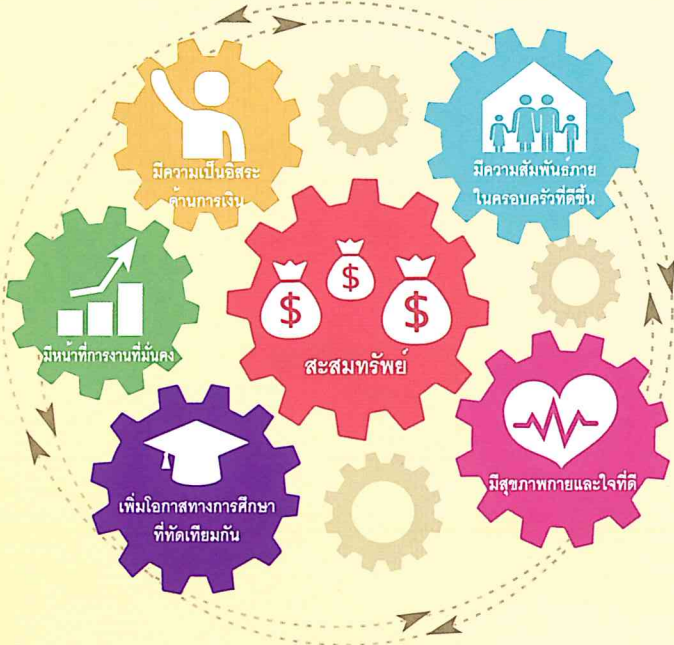 มีความเป็นอิสระ
ด้านการเงิน
มีความสัมพันธ์ภาย
ในครอบครัวที่ดีขึ้น
$
$
$
สะสมทรัพย์
มีหน้าที่การงานที่มั่นคง
มีสุขภาพกายและใจที่ดี
เพิ่มโอกาสทางการศึกษา
ที่ทัดเทียมกัน